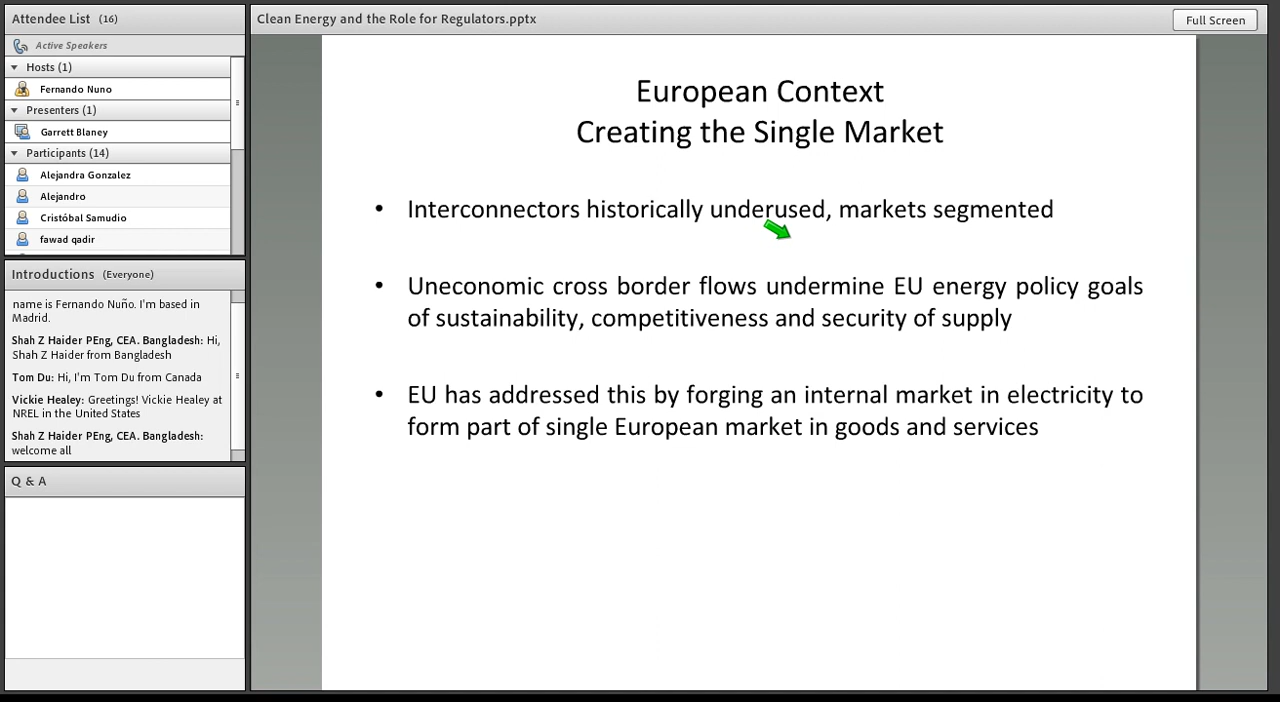 Attendee List (16)
Active Speakers
Hosts (1)
Fernando Nuno
Presenters (1)
Garrett Blaney
Participants (14)
Alejandra Gonzalez
Alejandro
Cristóbal Samudio
fawad qadir
Introductions (Everyone)
name is Fernando Nuño. I'm based in
Madrid.
Shah Z Haider PEng, CEA. Bangladesh: Hi,
Shah Z Haider from Bangladesh
Tom Du: Hi, I'm Tom Du from Canada
Vickie Healey: Greetings! Vickie Healey at
NREL in the United States
Shah Z Haider PEng, CEA. Bangladesh:
welcome all
Q & A
Clean Energy and the Role for Regulators.pptx
Full Screen
European Context
Creating the Single Market
• Interconnectors historically underused, markets segmented
• Uneconomic cross border flows undermine EU energy policy goals
of sustainability, competitiveness and security of supply
• EU has addressed this by forging an internal market in electricity to
form part of single European market in goods and services